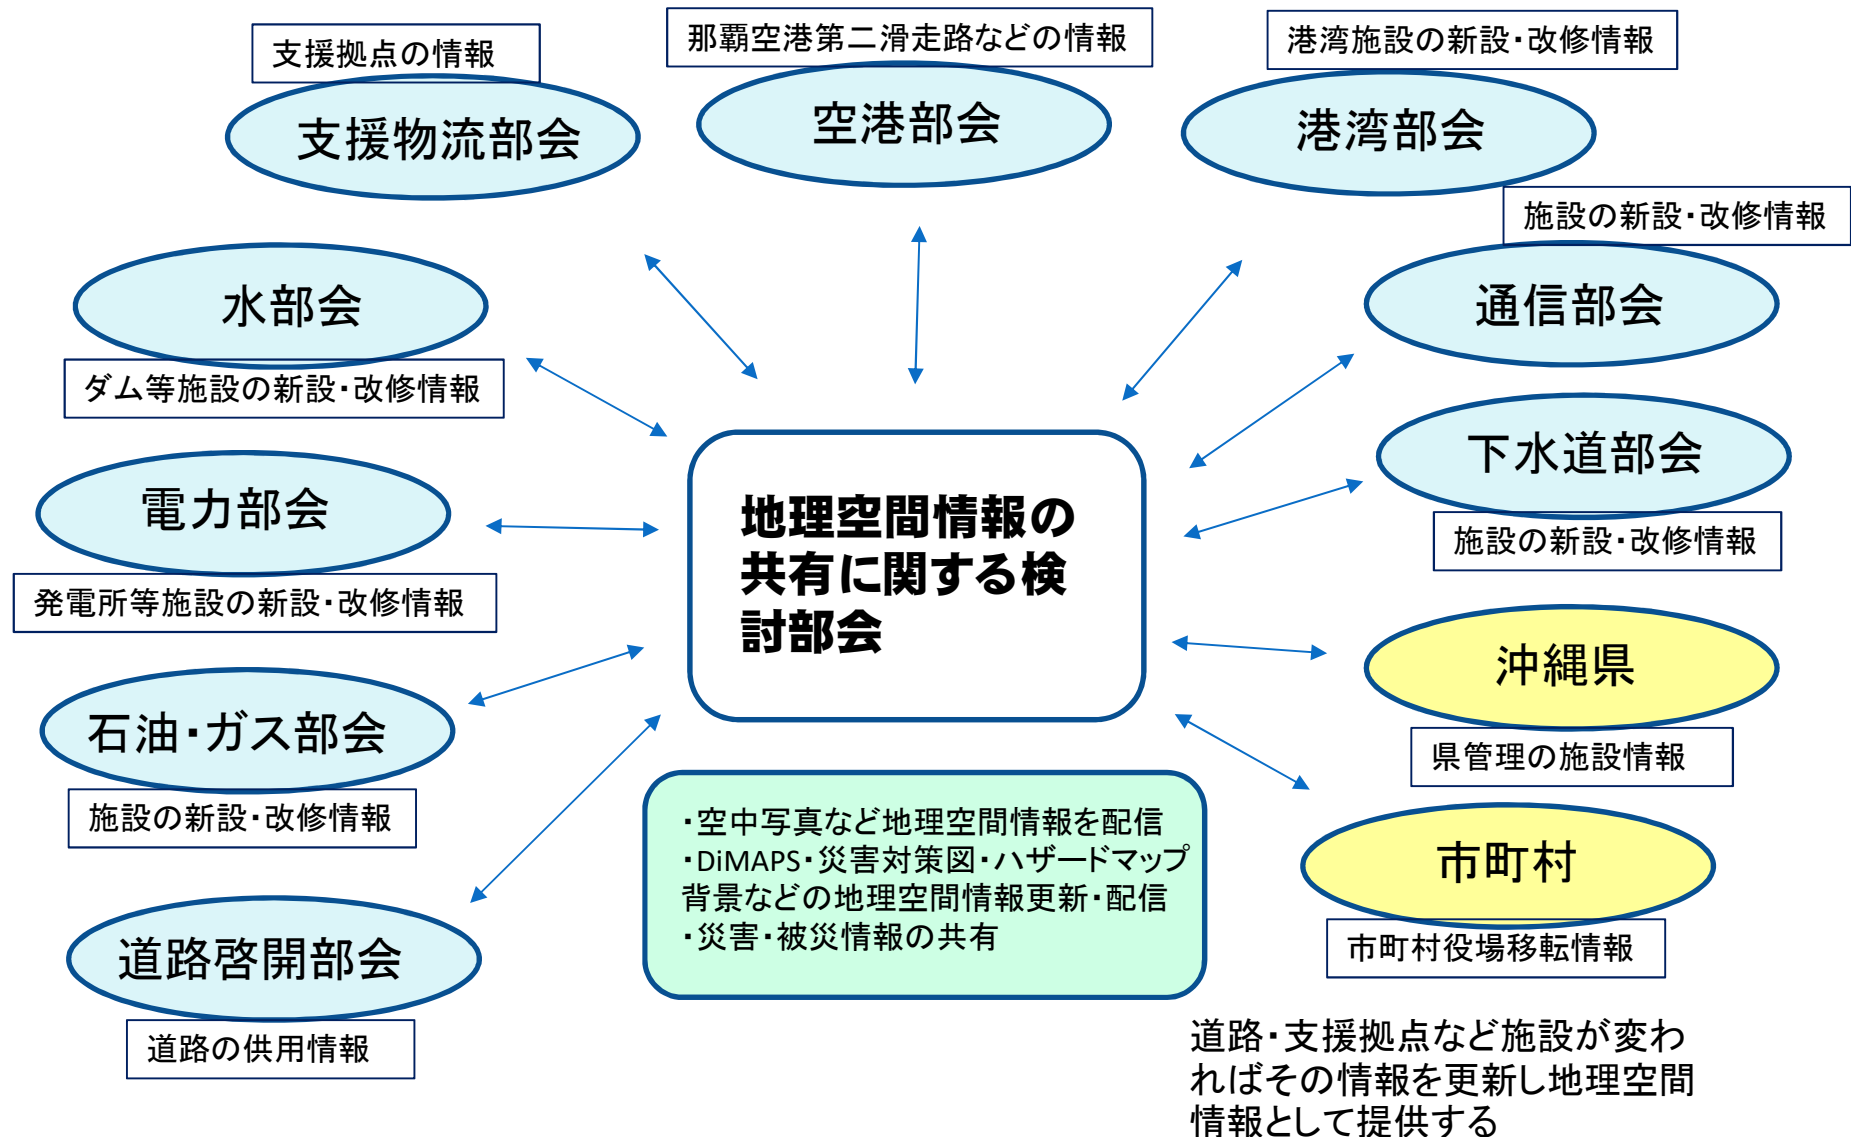 支援拠点の情報
支援物流部会
那覇空港第二滑走路などの情報
空港部会
港湾施設の新設・改修情報
港湾部会
施設の新設・改修情報
通信部会
水部会
ダム等施設の新設・改修情報
下水道部会
施設の新設・改修情報
電力部会
発電所等施設の新設・改修情報
地理空間情報の
共有に関する検
討部会
沖縄県
県管理の施設情報
石油・ガス部会
施設の新設・改修情報
市町村
市町村役場移転情報
・空中写真など地理空間情報を配信
・DiMAPS・災害対策図・ハザードマップ
背景などの地理空間情報更新・配信
・災害・被災情報の共有
道路啓開部会
道路の供用情報
道路・支援拠点など施設が変わ
ればその情報を更新し地理空間
情報として提供する